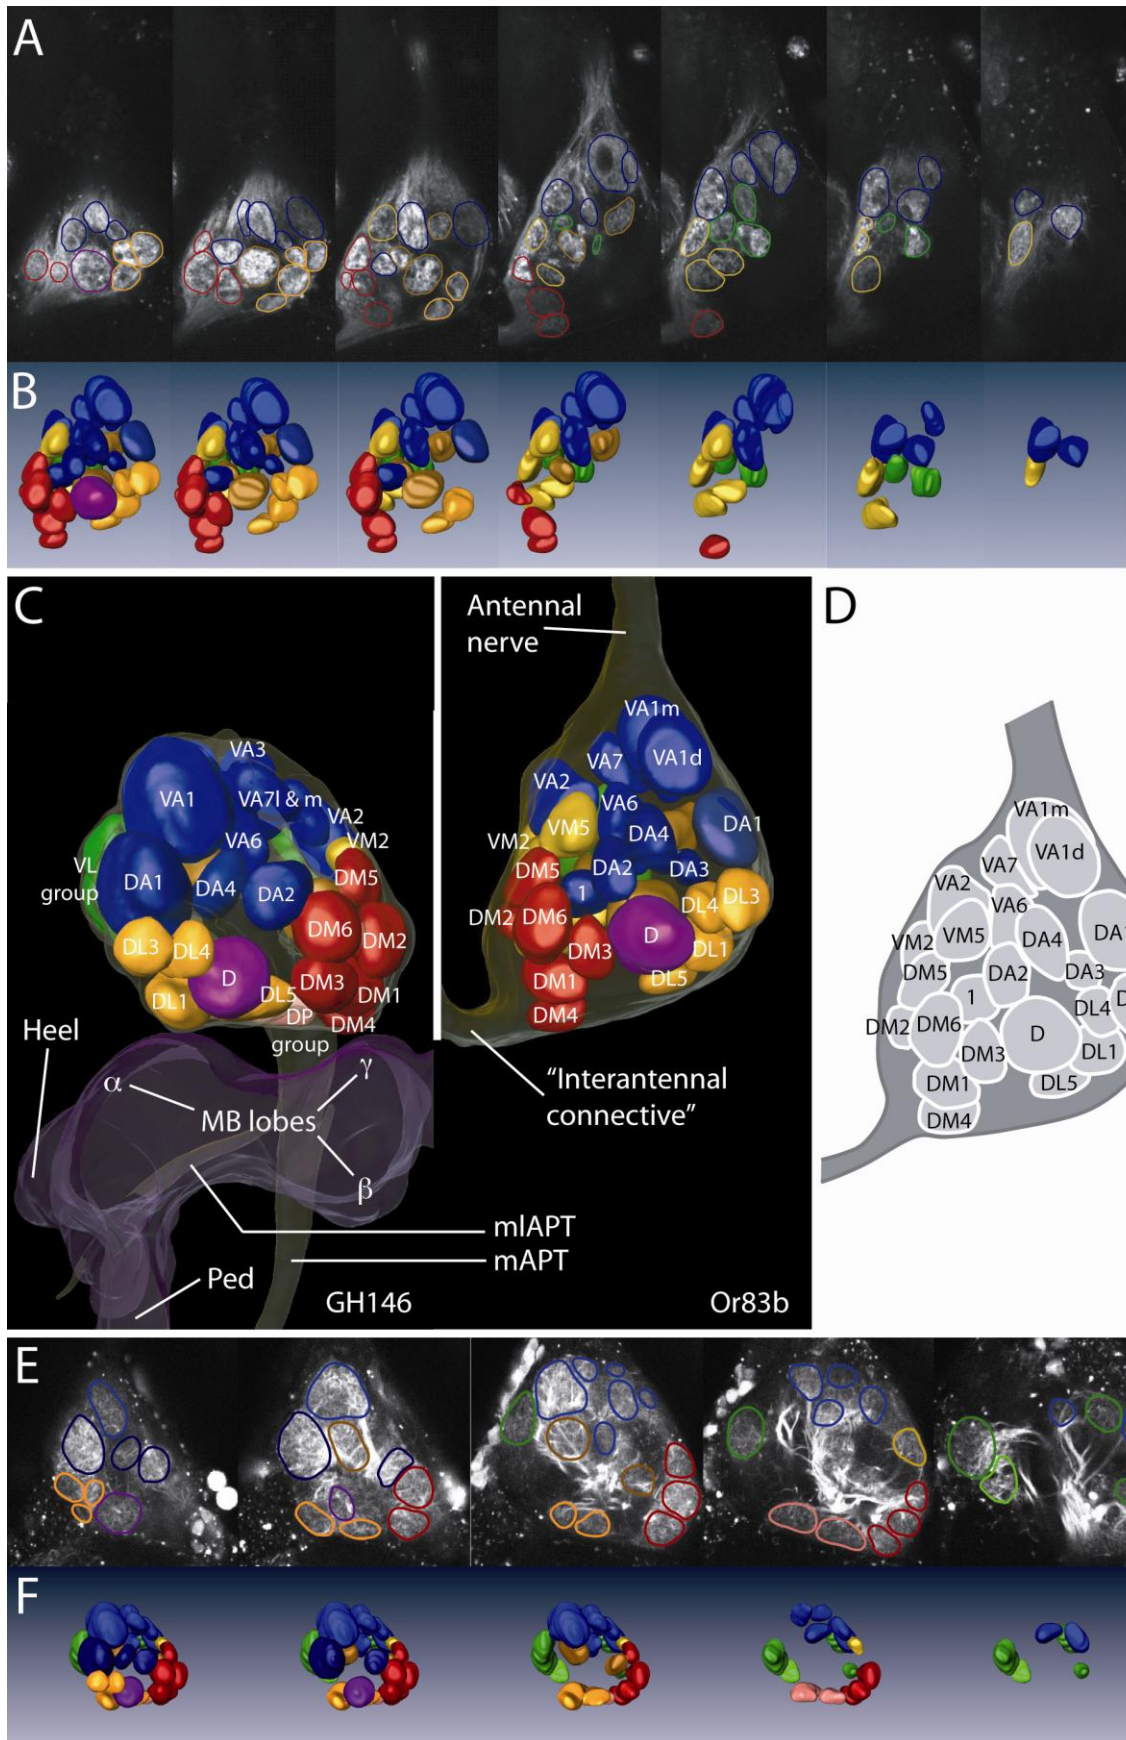 A
B
C
VA3
VA1
VA7l & m
VA2
VA6
VM2
VL
group
DA1
DA4
DA2
DM5
DM6
DM2
DL3
DL4
D
DL1
DL5
DM3
DM1
DP
group
DM4
Heel
α
γ
MB lobes
β
mlAPT
mAPT
Ped
GH146
Antennal
nerve
VA1m
VA7
VA1d
VA2
VA6
VM5
DA4
DA1
VM2
DM5
DA2
DA3
1
DL4
DL3
DM2
DM6
D
DM3
DL1
DM1
DL5
DM4
"Interantennal
connective"
Or83b
D
VA1m
VA7
VA1d
VA2
VA6
VM5
DA4
DA1
VM2
DM5
DA2
DA3
1
DL4
D
DM2
DM6
D
DM3
DL1
DM1
DL5
DM4
E
F